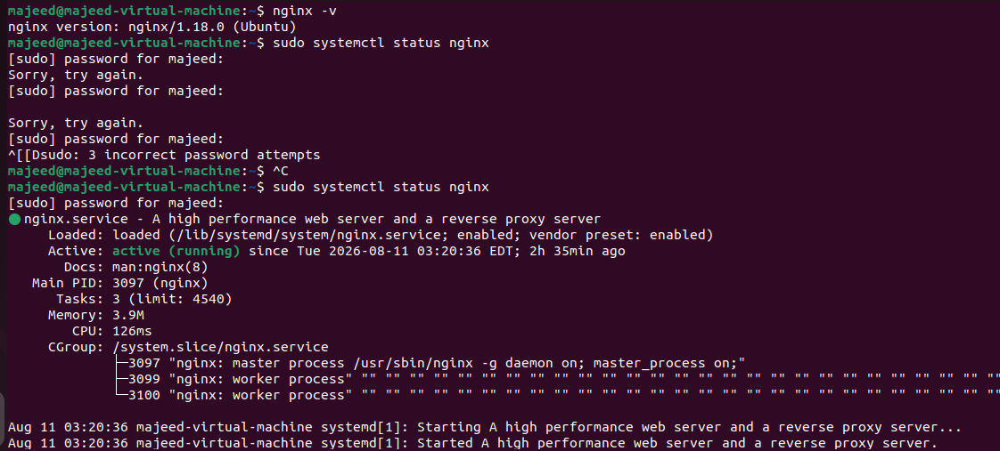 majeed@majeed-virtual-machine:~$ nginx -v
nginx version: nginx/1.18.0 (Ubuntu)
majeed@majeed-virtual-machine:~$ sudo systemctl status nginx
[sudo] password for majeed:
Sorry, try again.
[sudo] password for majeed:
Sorry, try again.
[sudo] password for majeed:
^[[Dsudo: 3 incorrect password attempts
majeed@majeed-virtual-machine:~$ ^C
majeed@majeed-virtual-machine:~$ sudo systemctl status nginx
[sudo] password for majeed:
● nginx.service - A high performance web server and a reverse proxy server
     Loaded: loaded (/lib/systemd/system/nginx.service; enabled; vendor preset: enabled)
     Active: active (running) since Tue 2026-08-11 03:20:36 EDT; 2h 35min ago
       Docs: man:nginx(8)
   Main PID: 3097 (nginx)
      Tasks: 3 (limit: 4540)
     Memory: 3.9M
        CPU: 126ms
     CGroup: /system.slice/nginx.service
             ├─3097 "nginx: master process /usr/sbin/nginx -g daemon on; master_process on;"
             ├─3099 "nginx: worker process" "" "" "" "" "" "" "" "" "" "" "" "" "" "" "" "" "" "" "" "" "" "" "" "" "" "" ""
             └─3100 "nginx: worker process" "" "" "" "" "" "" "" "" "" "" "" "" "" "" "" "" "" "" "" "" "" "" "" "" "" "" ""
Aug 11 03:20:36 majeed-virtual-machine systemd[1]: Starting A high performance web server and a reverse proxy server...
Aug 11 03:20:36 majeed-virtual-machine systemd[1]: Started A high performance web server and a reverse proxy server.